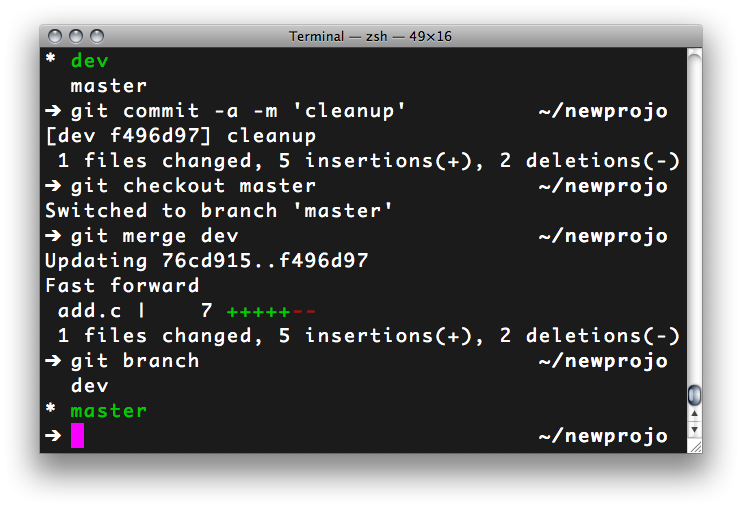 Terminal — zsh — 49×16
* dev
  master
➔ git commit -a -m 'cleanup' ~/newprojo
[dev f496d97] cleanup
 1 files changed, 5 insertions(+), 2 deletions(-)
➔ git checkout master ~/newprojo
Switched to branch 'master'
➔ git merge dev ~/newprojo
Updating 76cd915..f496d97
Fast forward
 add.c |    7 +++++--
 1 files changed, 5 insertions(+), 2 deletions(-)
➔ git branch ~/newprojo
  dev
* master
➔ ~/newprojo